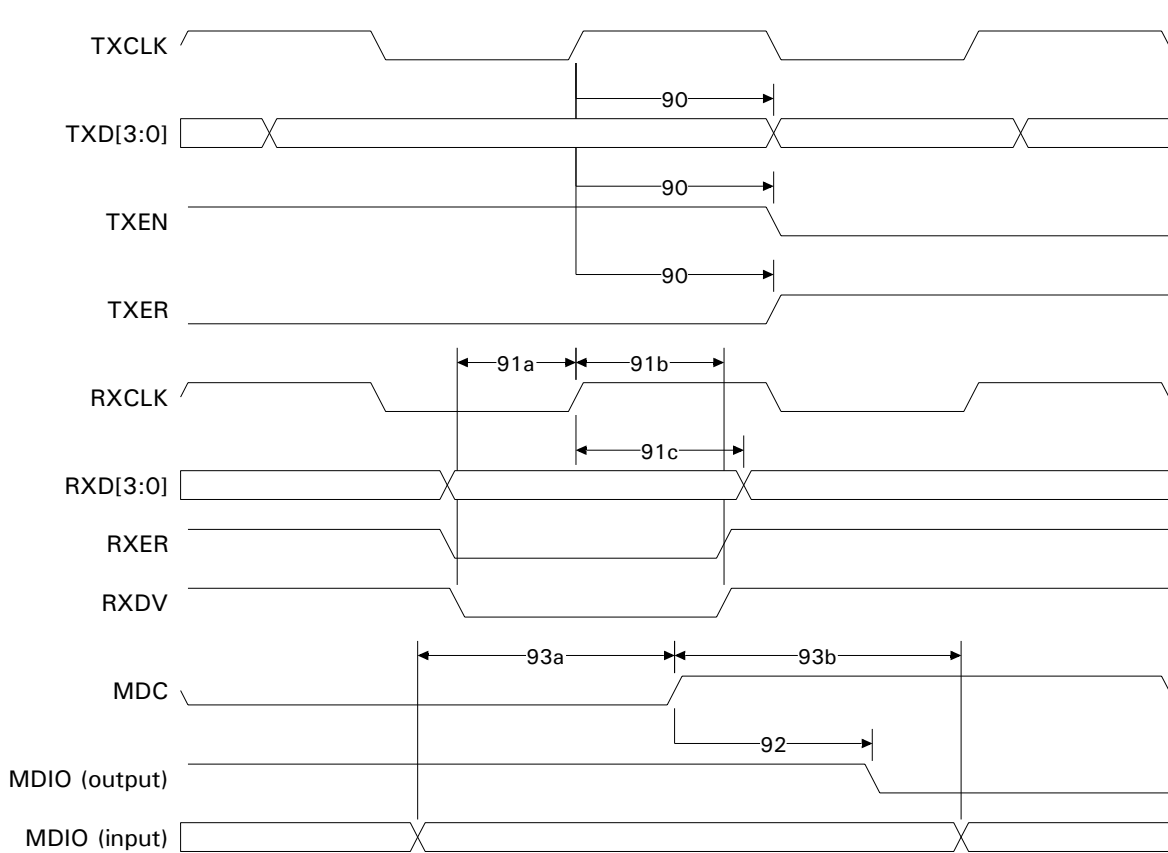 TXCLK
90
TXD[3:0]
90
TXEN
90
TXER
91a 91b
RXCLK
91c
RXD[3:0]
RXER
RXDV
93a 93b
MDC
92
MDIO (output)
MDIO (input)